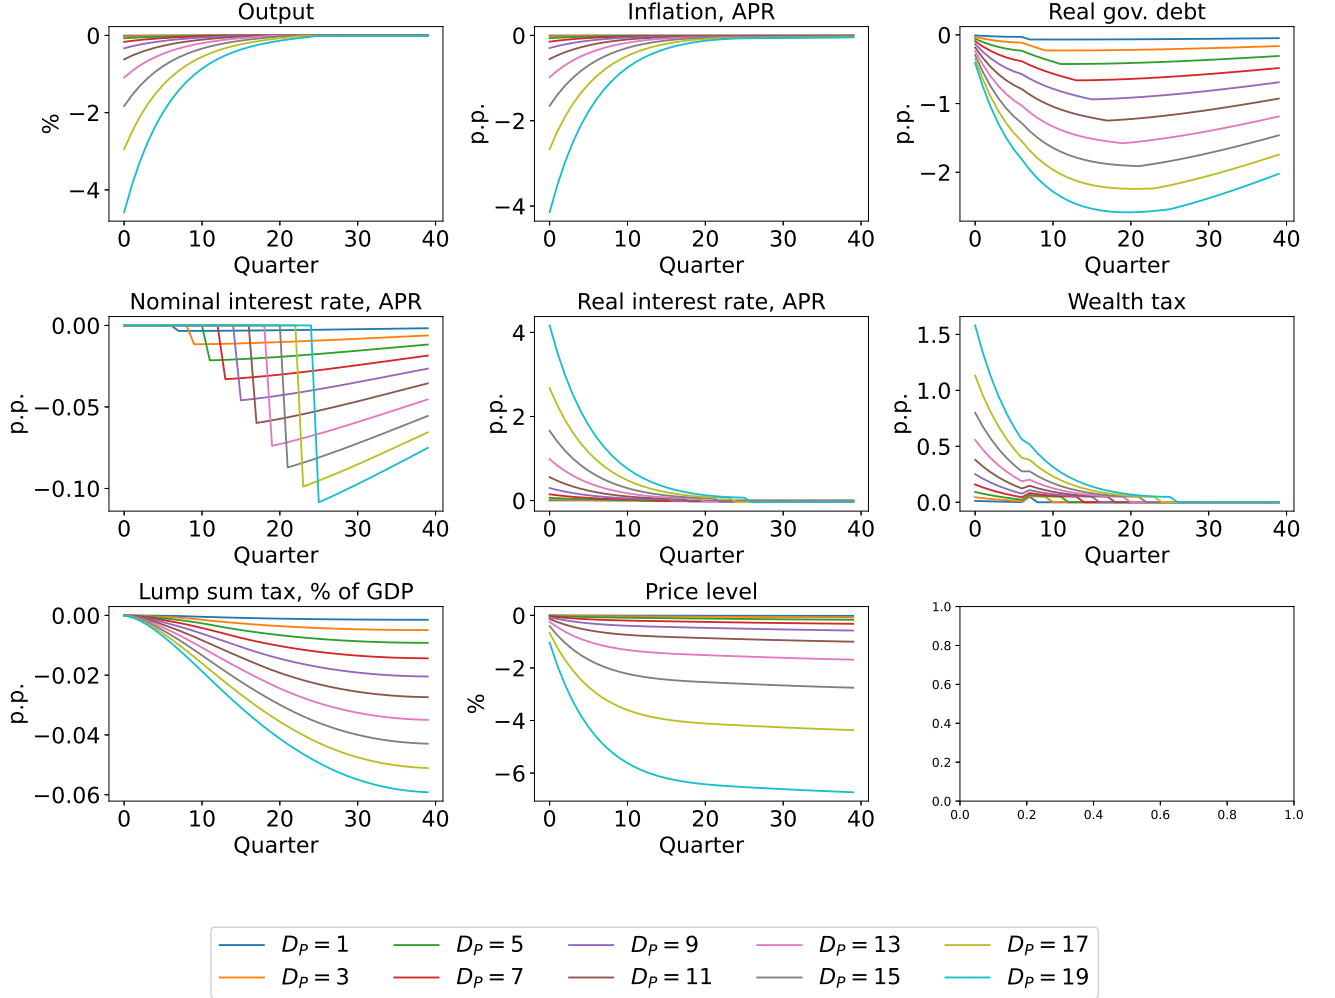 Output
Inflation, APR
Real gov. debt
0
−2
−4
%
0
−2
−4
p.p.
0
−1
−2
p.p.
0 10 20 30 40
0 10 20 30 40
0 10 20 30 40
Quarter
Quarter
Quarter
Nominal interest rate, APR
Real interest rate, APR
Wealth tax
0.00
−0.05
−0.10
p.p.
4
2
0
p.p.
1.5
1.0
0.5
0.0
p.p.
0 10 20 30 40
0 10 20 30 40
0 10 20 30 40
Quarter
Quarter
Quarter
Lump sum tax, % of GDP
Price level
0.00
−0.02
−0.04
−0.06
p.p.
0
−2
−4
−6
%
1.0
0.8
0.6
0.4
0.2
0.0
0 10 20 30 40
0 10 20 30 40
0.0 0.2 0.4 0.6 0.8 1.0
Quarter
Quarter
D_P = 1 D_P = 5 D_P = 9 D_P = 13 D_P = 17
D_P = 3 D_P = 7 D_P = 11 D_P = 15 D_P = 19